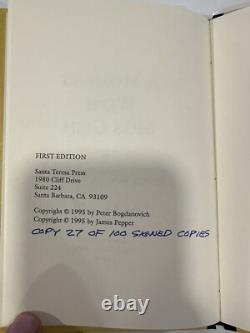 FIRST EDITION
Santa Teresa Press
1980 Cliff Drive
Suite 224
Santa Barbara, CA 93109
Copyright © 1995 by Peter Bogdanovich
Copyright © 1995 by James Pepper
COPY 27 OF 100 SIGNED COPIES